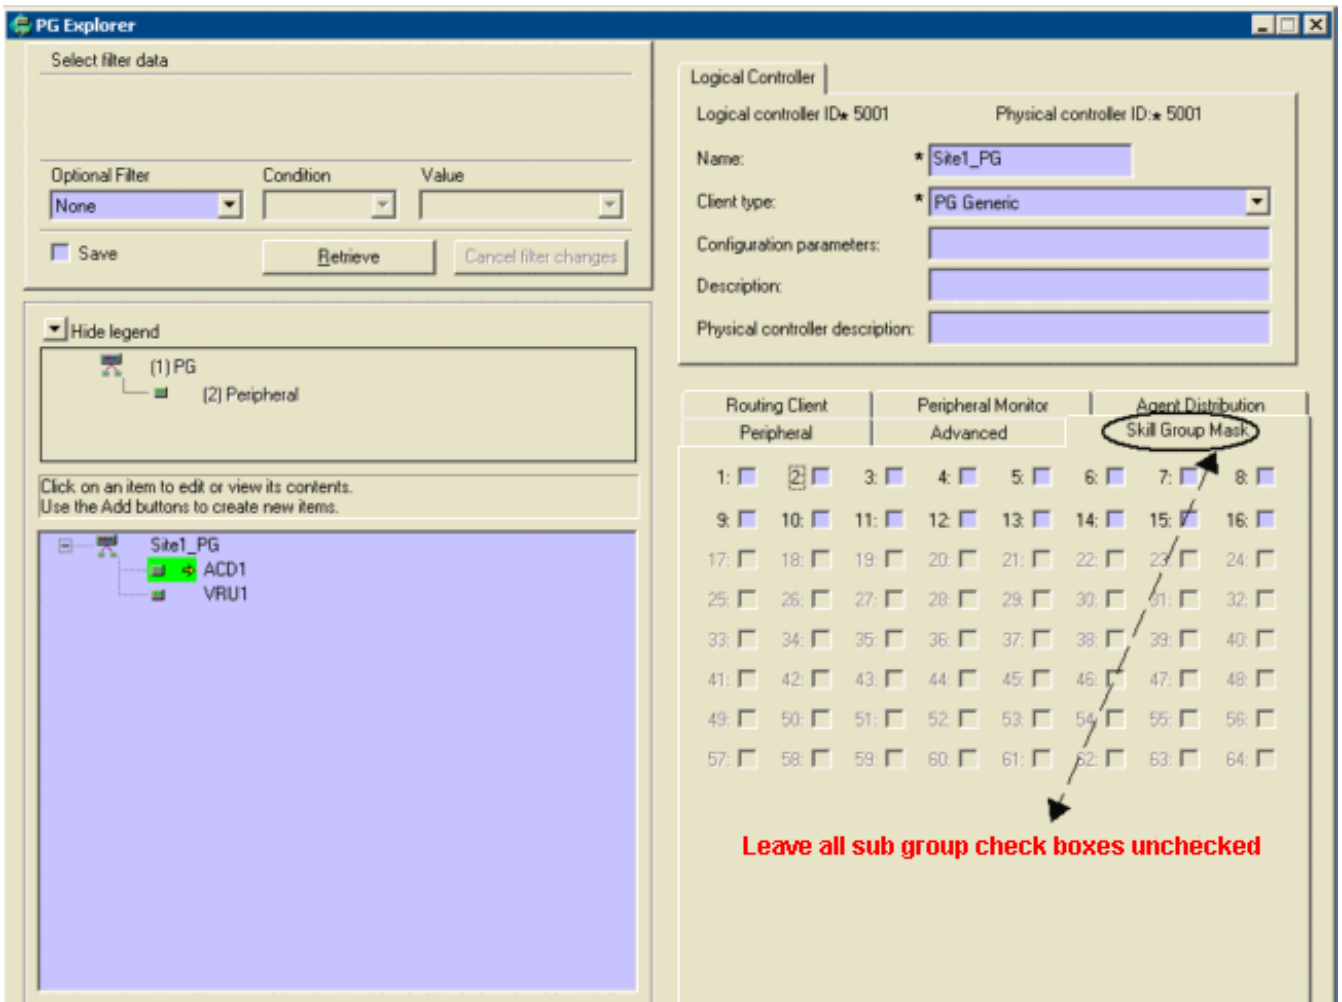 PG Explorer
Select filter data
Optional Filter Condition Value
None
Save Retrieve Cancel filter changes
Hide legend
(1) PG
(2) Peripheral
Click on an item to edit or view its contents.
Use the Add buttons to create new items.
Site1_PG
ACD1
VRU1
Logical Controller
Logical controller ID* 5001 Physical controller ID:* 5001
Name: * Site1_PG
Client type: * PG Generic
Configuration parameters:
Description:
Physical controller description:
Routing Client Peripheral Monitor Agent Distribution
Peripheral Advanced Skill Group Mask
1: 2: 3: 4: 5: 6: 7: 8:
9: 10: 11: 12: 13: 14: 15: 16:
17: 18: 19: 20: 21: 22: 23: 24:
25: 26: 27: 28: 29: 30: 31: 32:
33: 34: 35: 36: 37: 38: 39: 40:
41: 42: 43: 44: 45: 46: 47: 48:
49: 50: 51: 52: 53: 54: 55: 56:
57: 58: 59: 60: 61: 62: 63: 64:
Leave all sub group check boxes unchecked